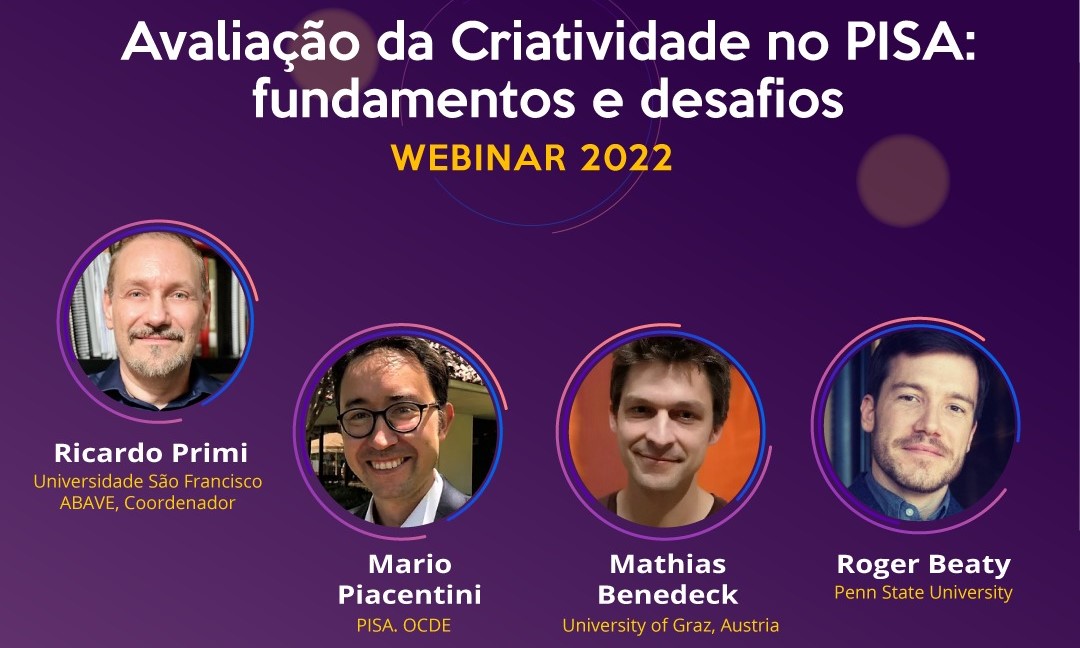 Avaliação da Criatividade no PISA:
fundamentos e desafios
WEBINAR 2022
Ricardo Primi
Universidade São Francisco
ABAVE, Coordenador
Mario
Piacentini
PISA. OCDE
Mathias
Benedeck
University of Graz, Austria
Roger Beaty
Penn State University